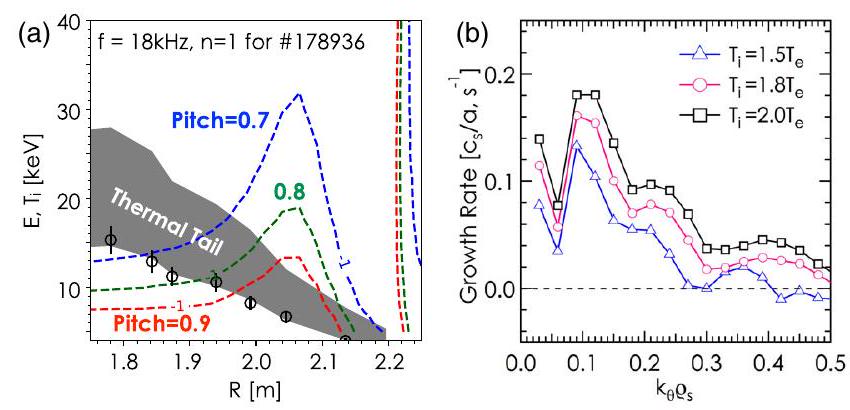 (a)
f = 18kHz, n=1 for #178936
Pitch=0.7
0.8
Thermal Tail
-1
-1
Pitch=0.9
E, Tᵢ [keV]
40
30
20
10
1.8
1.9
2.0
2.1
2.2
R [m]
(b)
Tᵢ=1.5Tₑ
Tᵢ=1.8Tₑ
Tᵢ=2.0Tₑ
Growth Rate [cₛ/a, s⁻¹]
0.2
0.1
0.0
0.0
0.1
0.2
0.3
0.4
0.5
k_θϱₛ